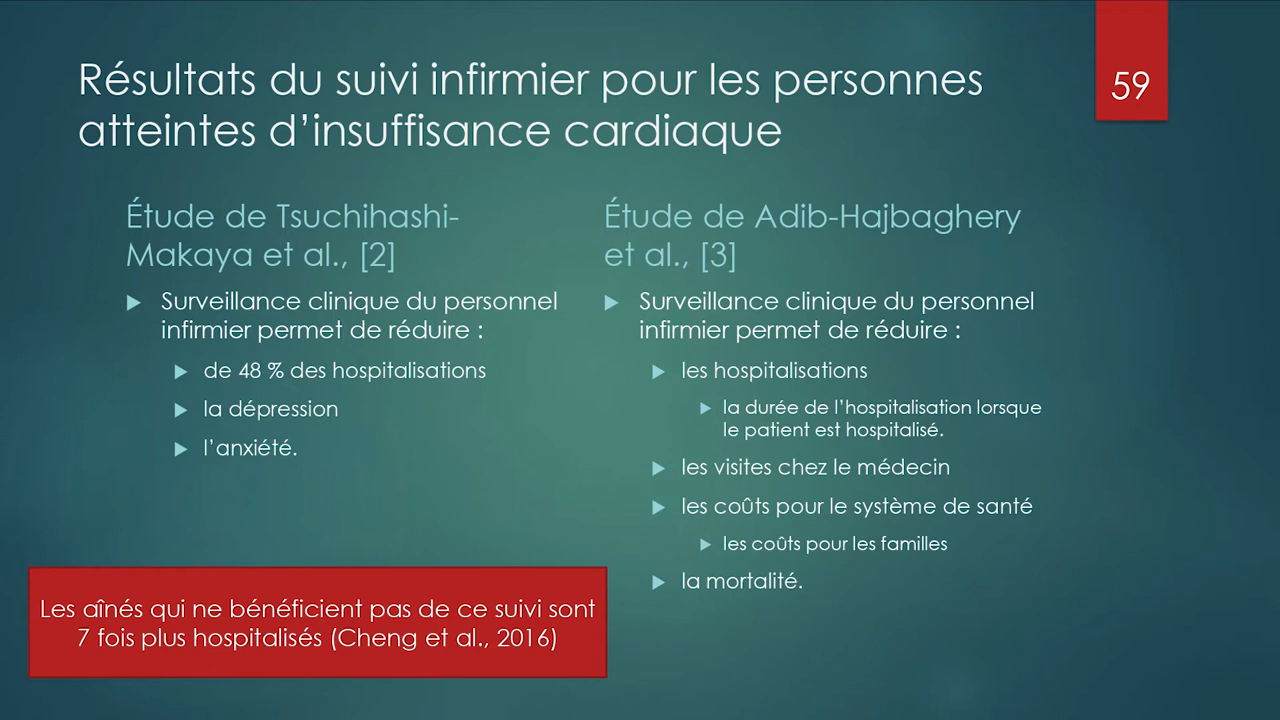 Résultats du suivi infirmier pour les personnes
atteintes d’insuffisance cardiaque
59
Étude de Tsuchihashi-
Makaya et al., [2]
Surveillance clinique du personnel
infirmier permet de réduire :
de 48 % des hospitalisations
la dépression
l’anxiété.
Étude de Adib-Hajbaghery
et al., [3]
Surveillance clinique du personnel
infirmier permet de réduire :
les hospitalisations
la durée de l’hospitalisation lorsque
le patient est hospitalisé.
les visites chez le médecin
les coûts pour le système de santé
les coûts pour les familles
la mortalité.
Les aînés qui ne bénéficient pas de ce suivi sont
7 fois plus hospitalisés (Cheng et al., 2016)